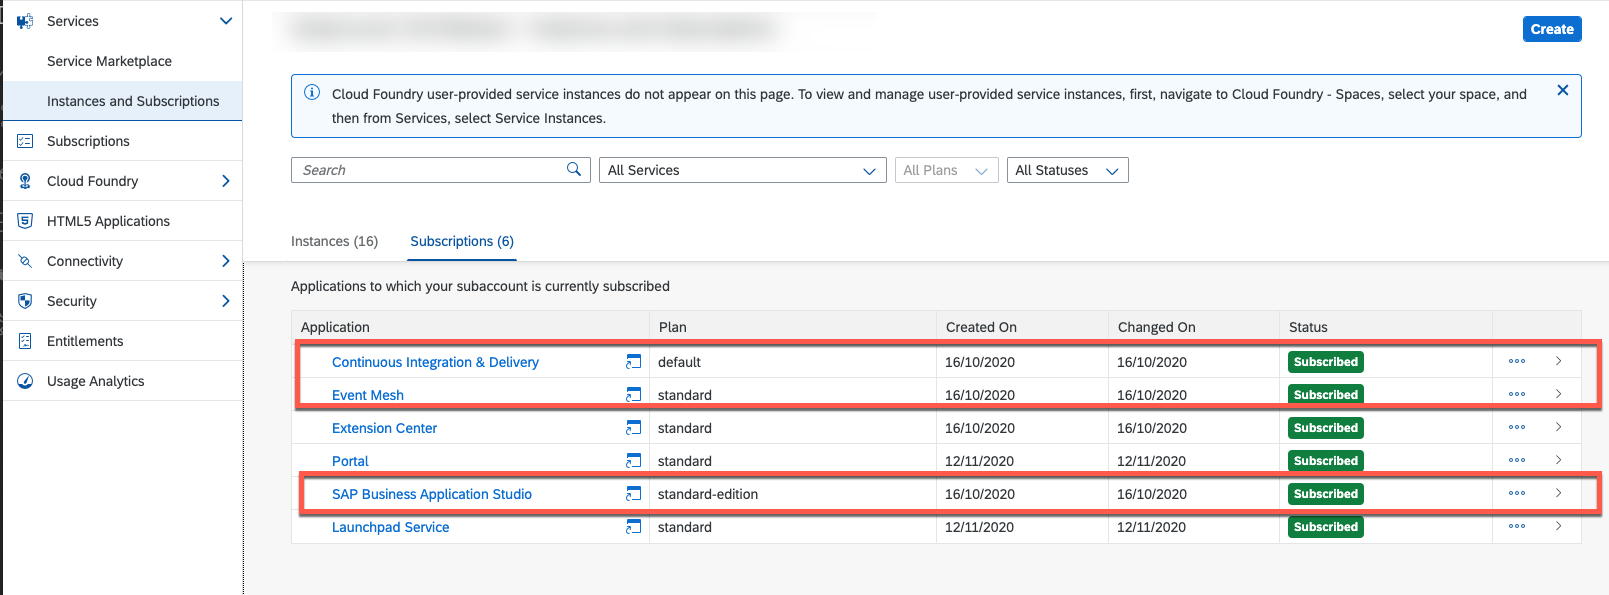 Services
Service Marketplace
Instances and Subscriptions
Subscriptions
Cloud Foundry
HTML5 Applications
Connectivity
Security
Entitlements
Usage Analytics
Create
Cloud Foundry user-provided service instances do not appear on this page. To view and manage user-provided service instances, first, navigate to Cloud Foundry - Spaces, select your space, and
then from Services, select Service Instances.
Search All Services All Plans All Statuses
Instances (16) Subscriptions (6)
Applications to which your subaccount is currently subscribed
Application Plan Created On Changed On Status
Continuous Integration & Delivery default 16/10/2020 16/10/2020 Subscribed
Event Mesh standard 16/10/2020 16/10/2020 Subscribed
Extension Center standard 16/10/2020 16/10/2020 Subscribed
Portal standard 12/11/2020 12/11/2020 Subscribed
SAP Business Application Studio standard-edition 16/10/2020 16/10/2020 Subscribed
Launchpad Service standard 12/11/2020 12/11/2020 Subscribed